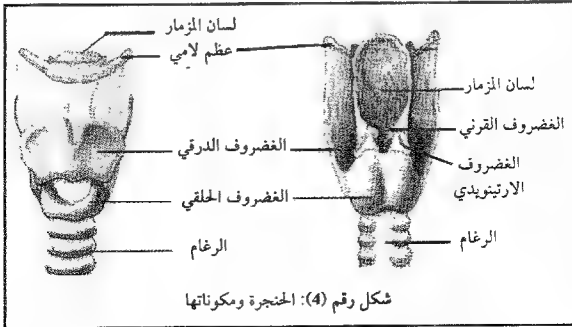 لسان المزمار
عظم لامي
لسان المزمار
الغضروف القرني
الغضروف الدرقي
الغضروف
الارتينويدي
الغضروف الحلقي
الرغام
الرغام
شكل رقم (4): الحنجرة ومكوناتها